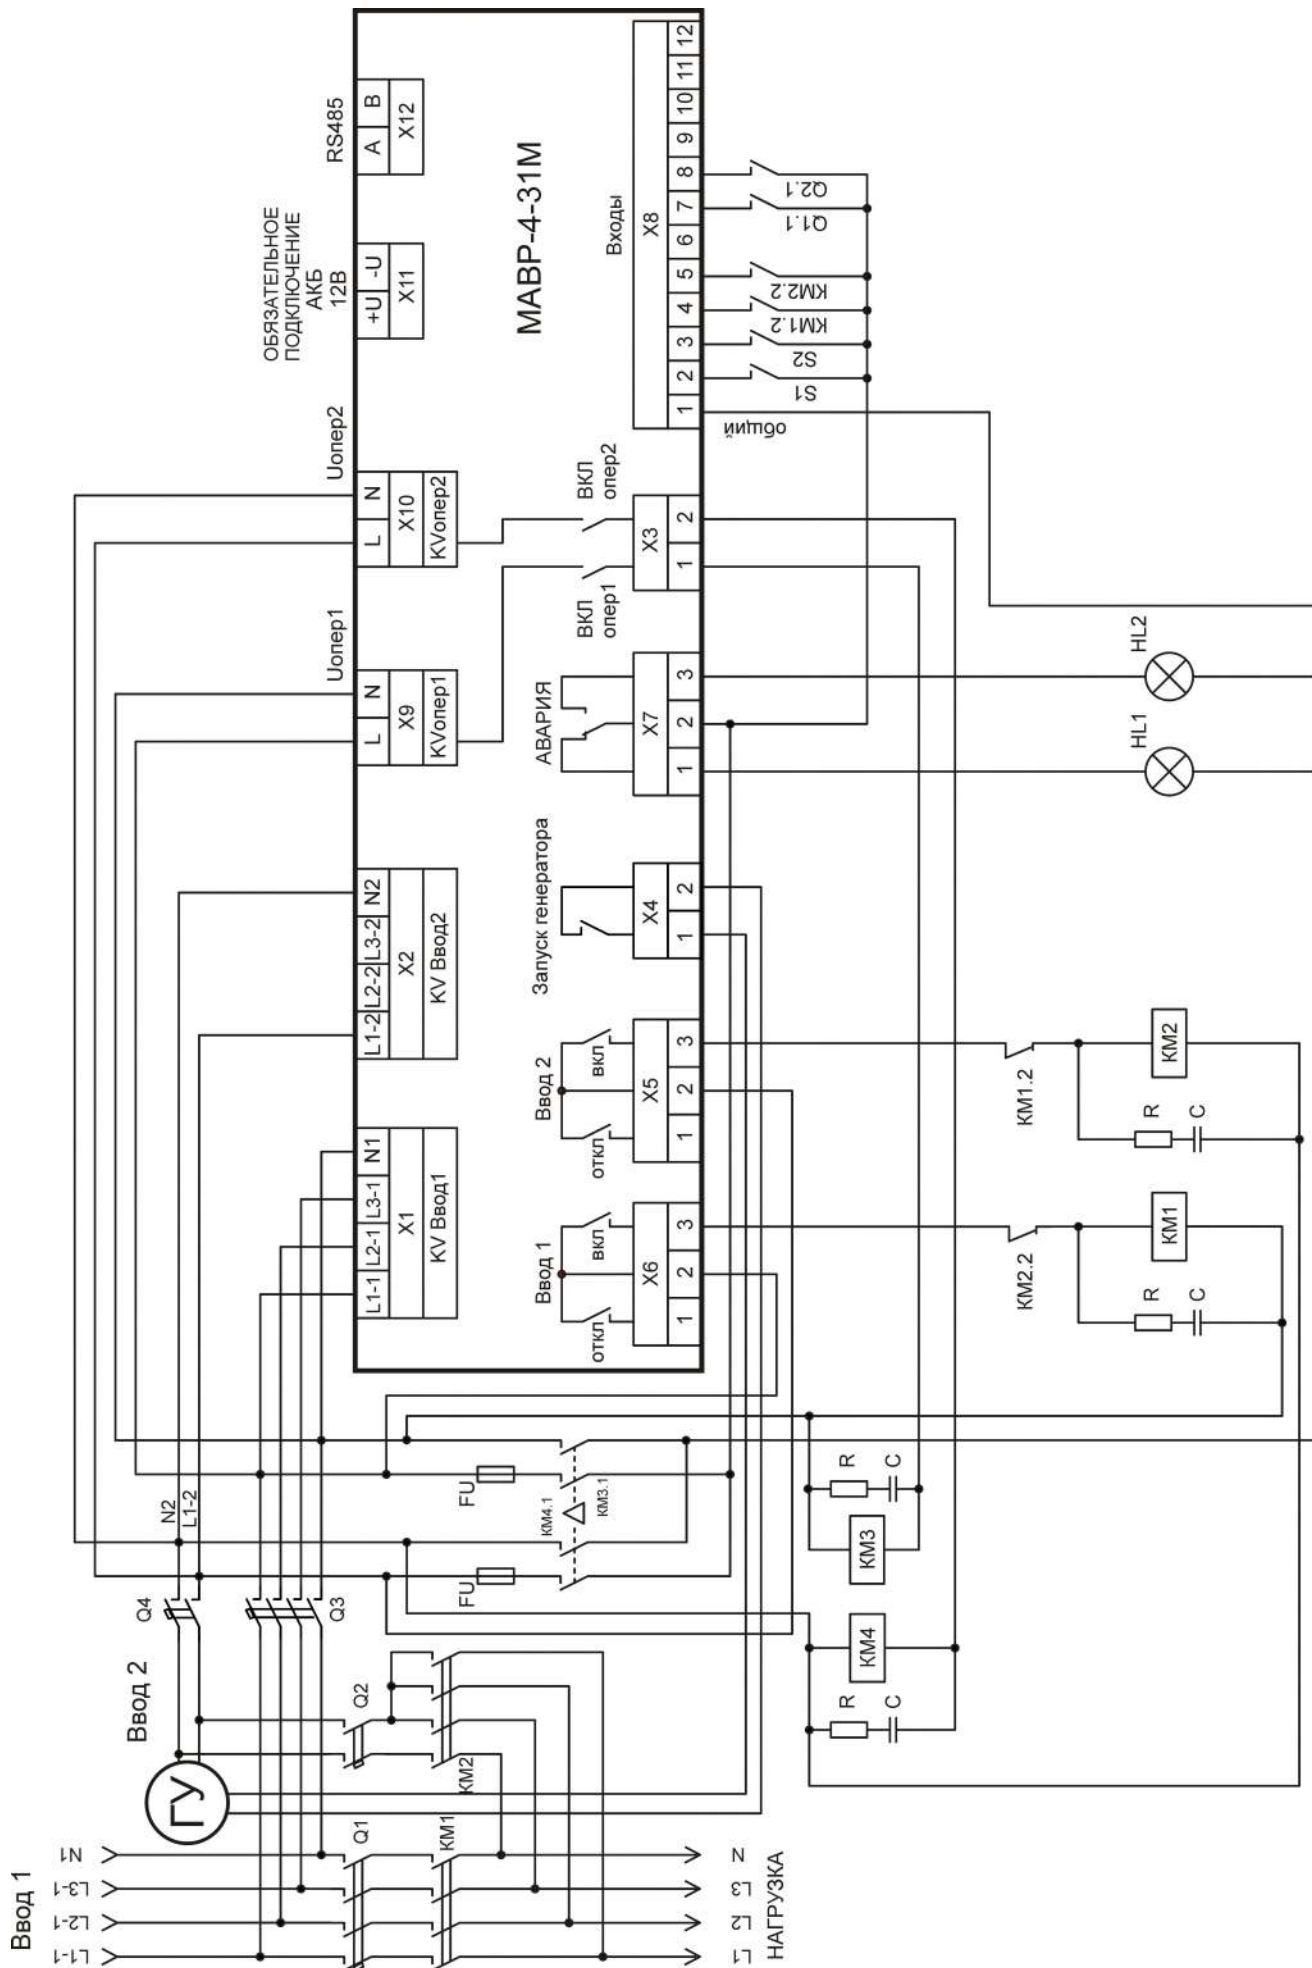 Ввод 1
L1-1
L2-1
L3-1
N1
ГУ
Ввод 2
Q4
N2
L1-2
Q3
Q1
Q2
KM1
KM2
L1
L2
L3
N
НАГРУЗКА
FU
FU
KM4.1
KM3.1
ОБЯЗАТЕЛЬНОЕ
ПОДКЛЮЧЕНИЕ
АКБ
12В
Uопер1
Uопер2
RS485
L1-1 L2-1 L3-1 N1
X1
KV Ввод1
L1-2 L2-2 L3-2 N2
X2
KV Ввод2
L N
X9
KVопер1
L N
X10
KVопер2
+U -U
X11
A B
X12
МАВР-4-31М
Ввод 1
откл
вкл
X6
1 2 3
Ввод 2
откл
вкл
X5
1 2 3
Запуск генератора
X4
1 2
АВАРИЯ
X7
1 2 3
ВКЛ
опер1
ВКЛ
опер2
X3
1 2
Входы
X8
1 2 3 4 5 6 7 8 9 10 11 12
общий
S1
S2
KM1.2
KM2.2
Q1.1
Q2.1
R
C
KM4
KM3
R
C
KM2.2
KM1.2
R
C
KM1
R
C
KM2
HL1
HL2